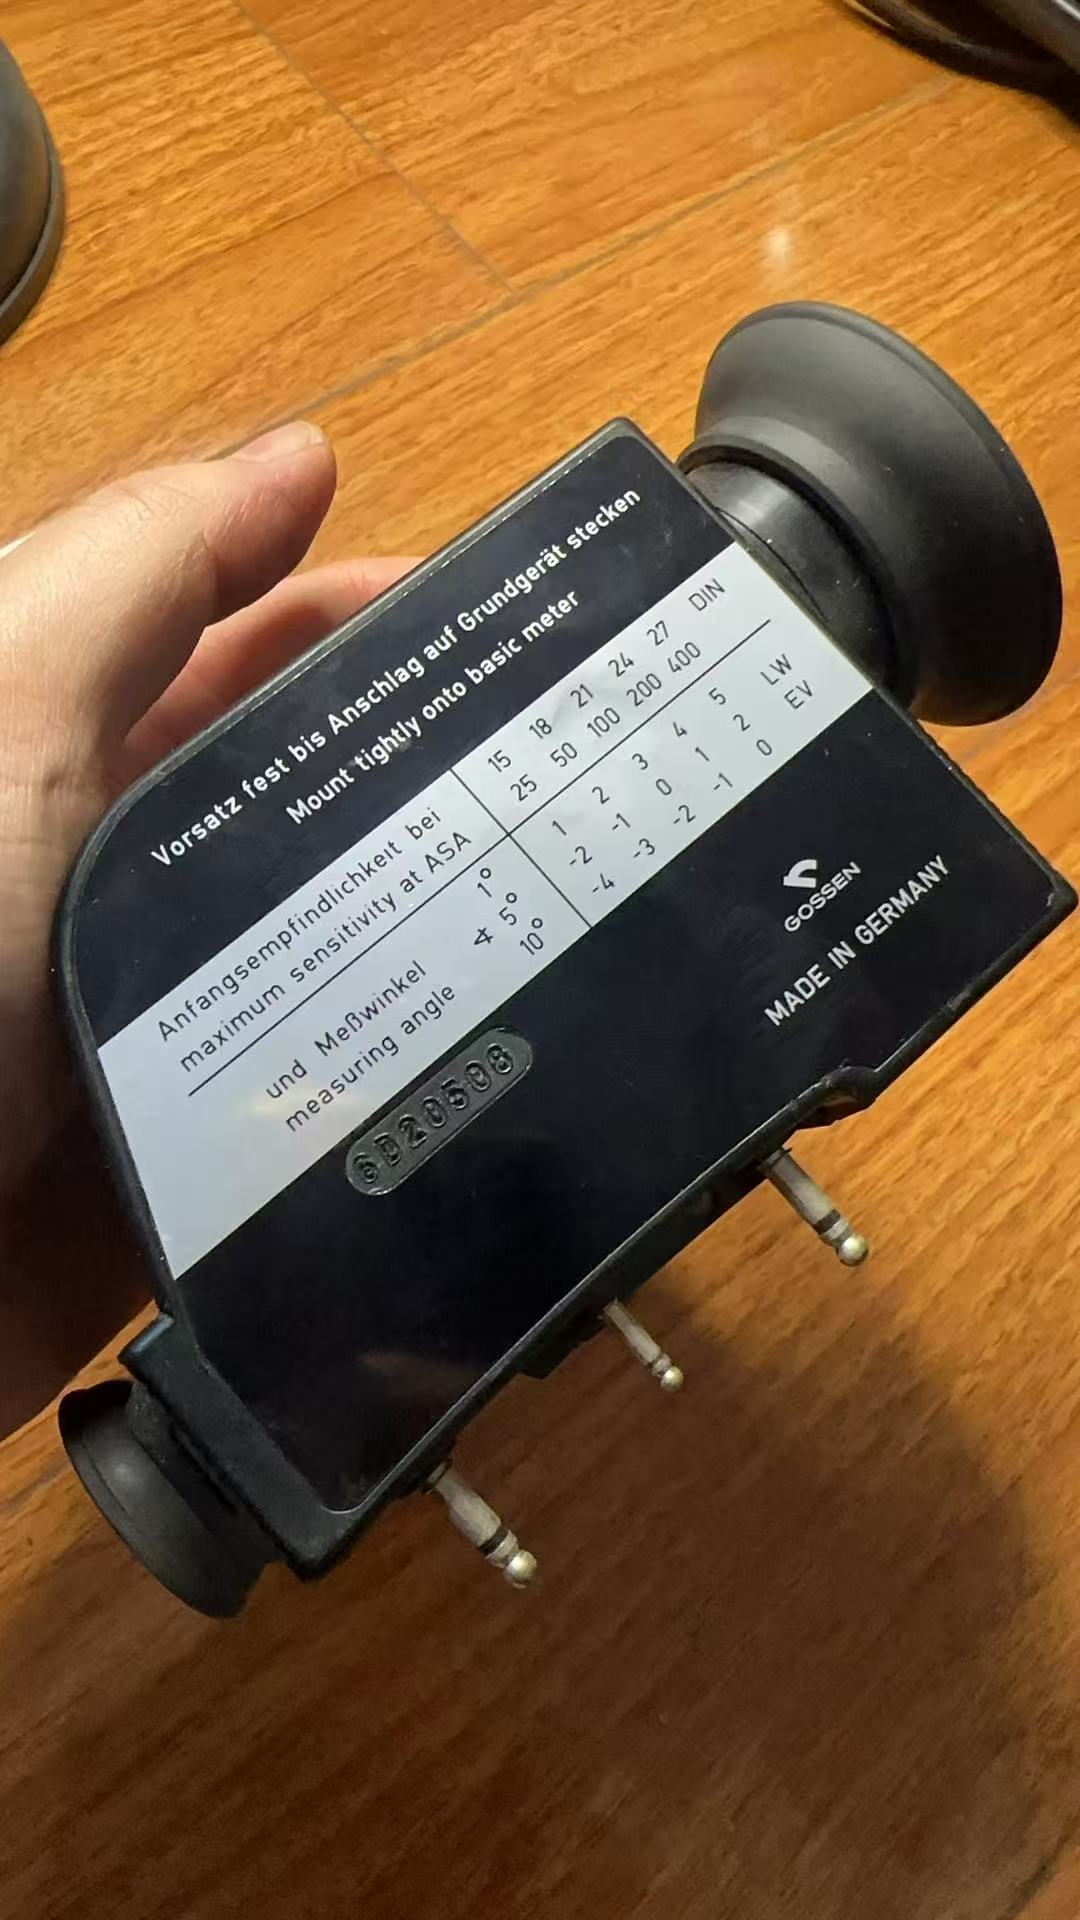 Vorsatz fest bis Anschlag auf Grundgerät stecken
Mount tightly onto basic meter
Anfangsempfindlichkeit bei 15 18 21 24 27 DIN
maximum sensitivity at ASA 25 50 100 200 400
und Meßwinkel
measuring angle
∢
1° 1 2 3 4 5 LW
5° -2 -1 0 1 2 EV
10° -4 -3 -2 -1 0
6D20508
GOSSEN
MADE IN GERMANY